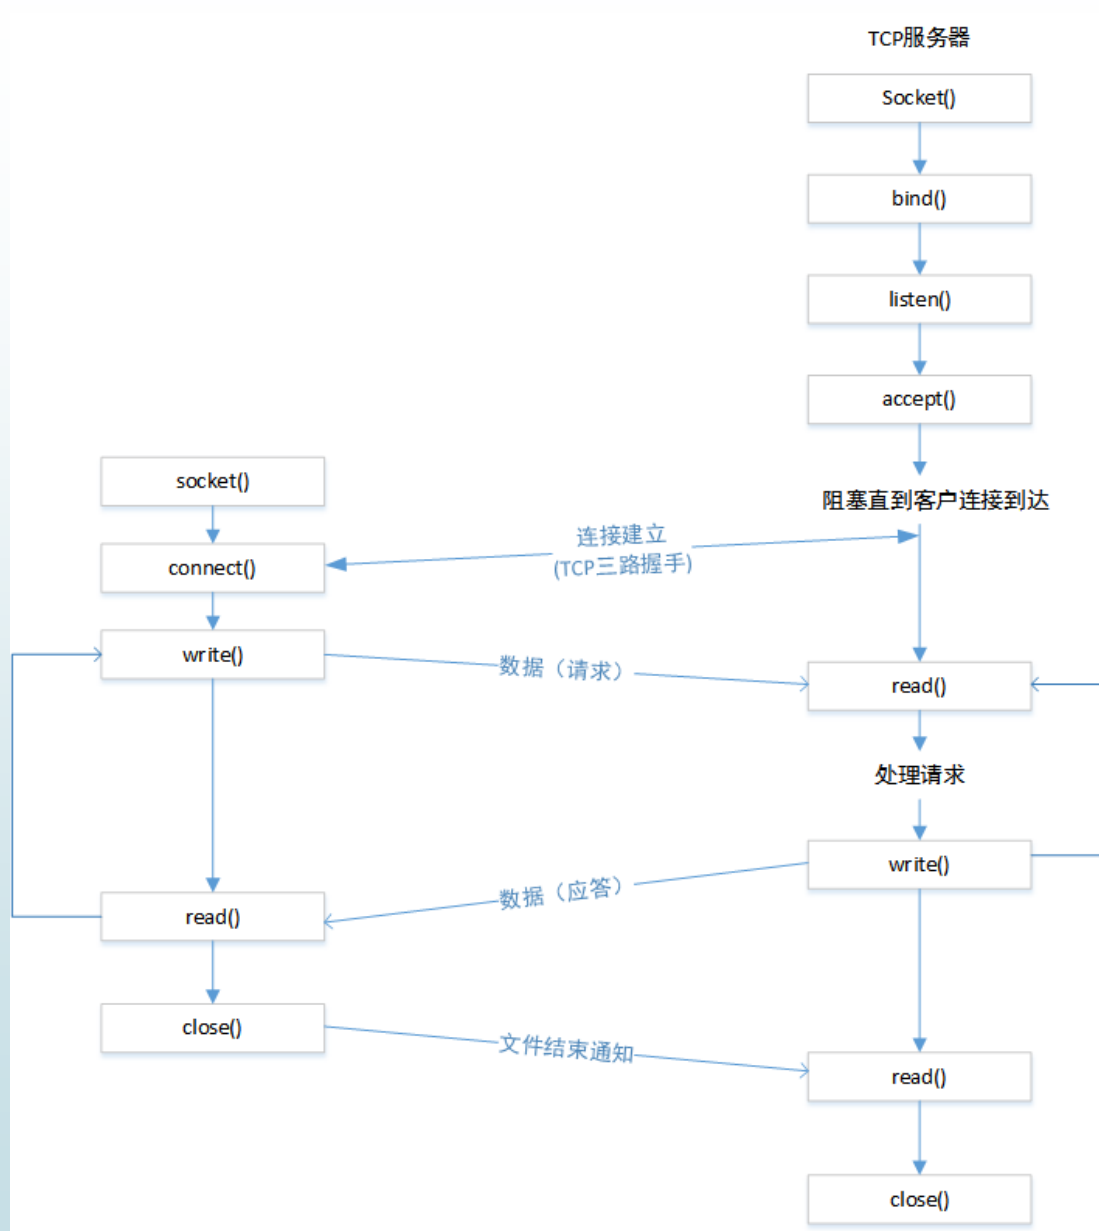 TCP服务器
Socket()
bind()
listen()
accept()
阻塞直到客户连接到达
socket()
connect()
连接建立
(TCP三路握手)
write()
数据（请求）
read()
处理请求
write()
数据（应答）
read()
close()
文件结束通知
read()
close()